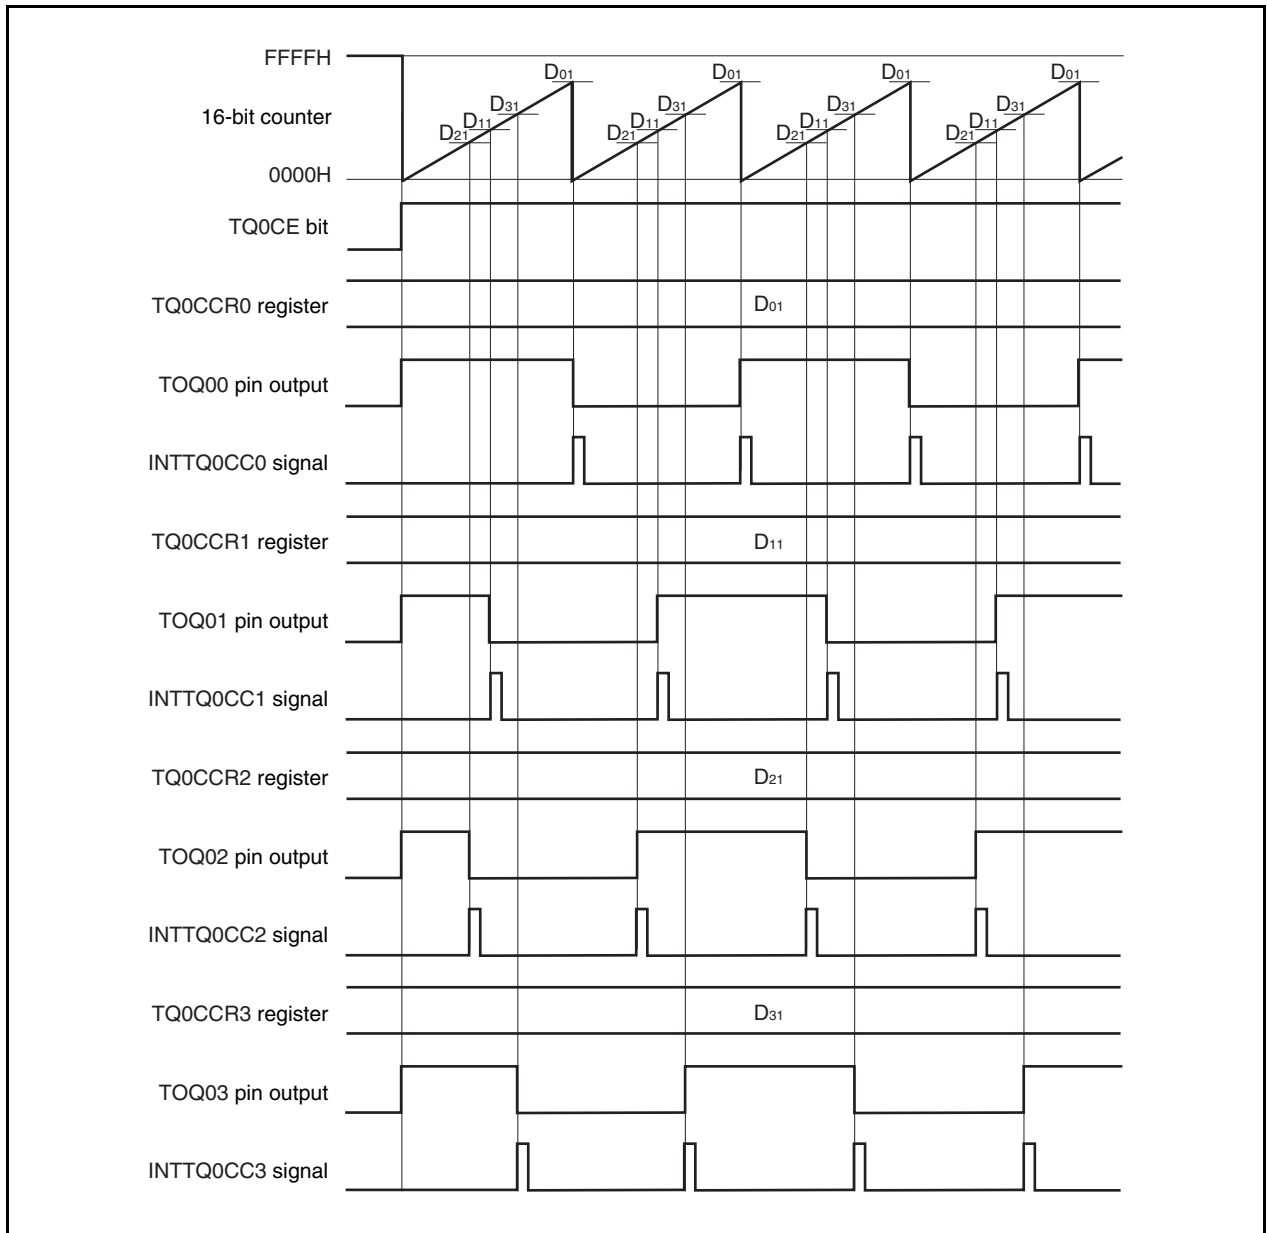 FFFFH
D01 D01 D01 D01
D31 D31 D31 D31
16-bit counter
D11 D11 D11 D11
D21 D21 D21 D21
0000H
TQ0CE bit
TQ0CCR0 register
D01
TOQ00 pin output
INTTQ0CC0 signal
TQ0CCR1 register
D11
TOQ01 pin output
INTTQ0CC1 signal
TQ0CCR2 register
D21
TOQ02 pin output
INTTQ0CC2 signal
TQ0CCR3 register
D31
TOQ03 pin output
INTTQ0CC3 signal